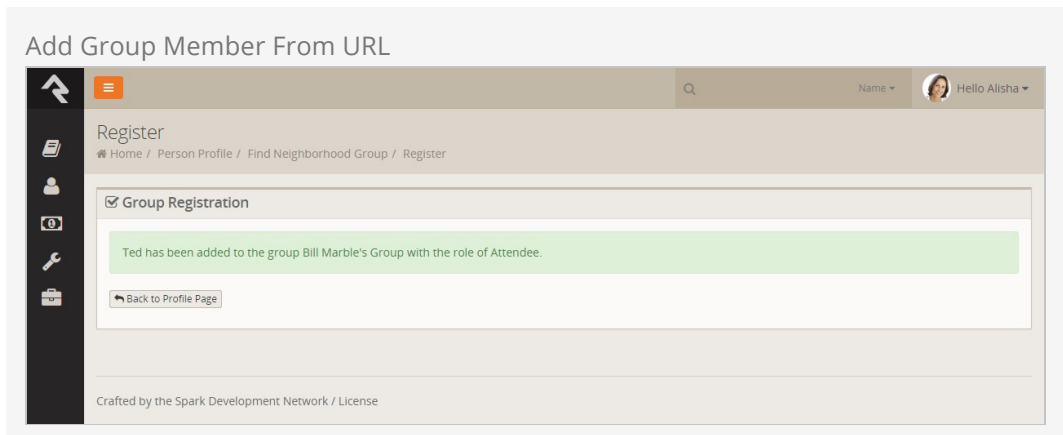 Add Group Member From URL
Name
Hello Alisha
Register
Home / Person Profile / Find Neighborhood Group / Register
Group Registration
Ted has been added to the group Bill Marble's Group with the role of Attendee.
Back to Profile Page
Crafted by the Spark Development Network / License